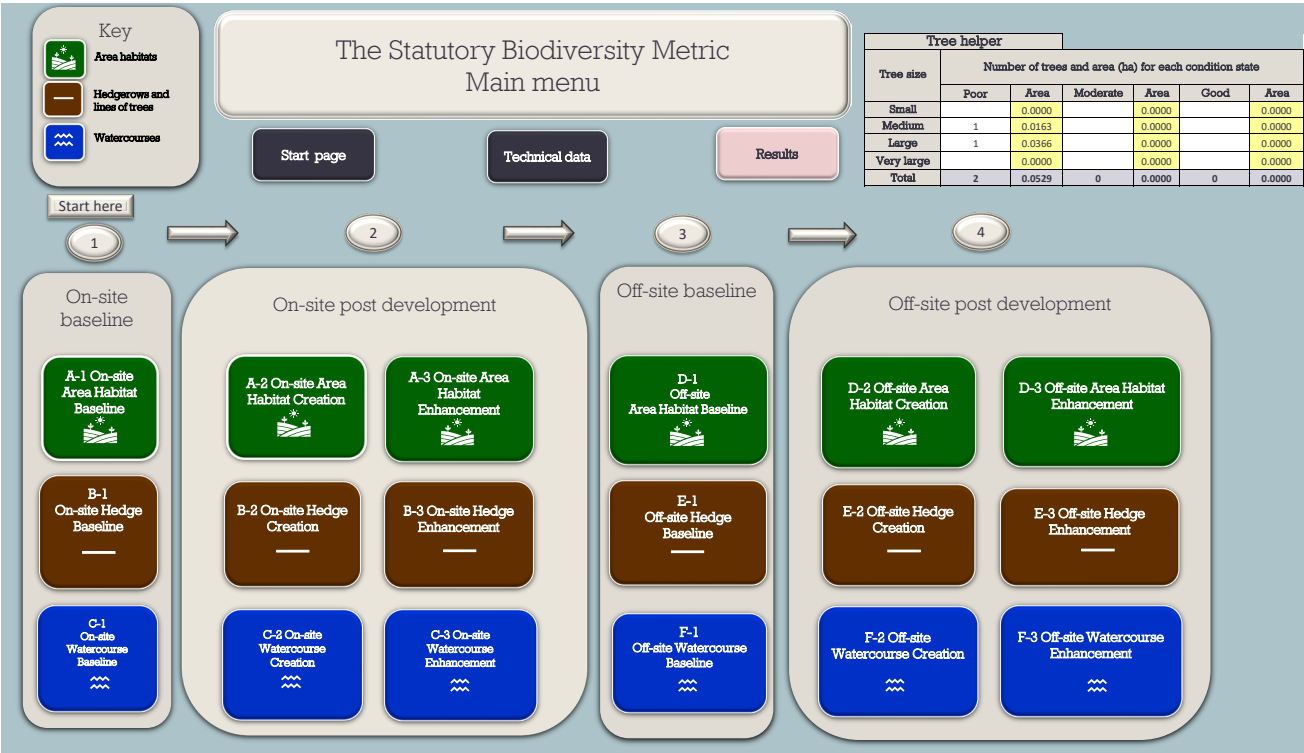 Key
Area habitats
Hedgerows and
lines of trees
Watercourses
The Statutory Biodiversity Metric
Main menu
Start page
Technical data
Results
Tree helper
Tree size
Number of trees and area (ha) for each condition state
Poor Area Moderate Area Good Area
Small 0.0000 0.0000 0.0000
Medium 1 0.0163 0.0000 0.0000
Large 1 0.0366 0.0000 0.0000
Very large 0.0000 0.0000 0.0000
Total 2 0.0529 0 0.0000 0 0.0000
Start here
1
2
3
4
On-site
baseline
A-1 On-site
Area Habitat
Baseline
B-1
On-site Hedge
Baseline
C-1
On-site
Watercourse
Baseline
On-site post development
A-2 On-site Area
Habitat Creation
A-3 On-site Area
Habitat
Enhancement
B-2 On-site Hedge
Creation
B-3 On-site Hedge
Enhancement
C-2 On-site
Watercourse
Creation
C-3 On-site
Watercourse
Enhancement
Off-site baseline
D-1
Off-site
Area Habitat Baseline
E-1
Off-site Hedge
Baseline
F-1
Off-site Watercourse
Baseline
Off-site post development
D-2 Off-site Area
Habitat Creation
D-3 Off-site Area Habitat
Enhancement
E-2 Off-site Hedge
Creation
E-3 Off-site Hedge
Enhancement
F-2 Off-site
Watercourse Creation
F-3 Off-site Watercourse
Enhancement